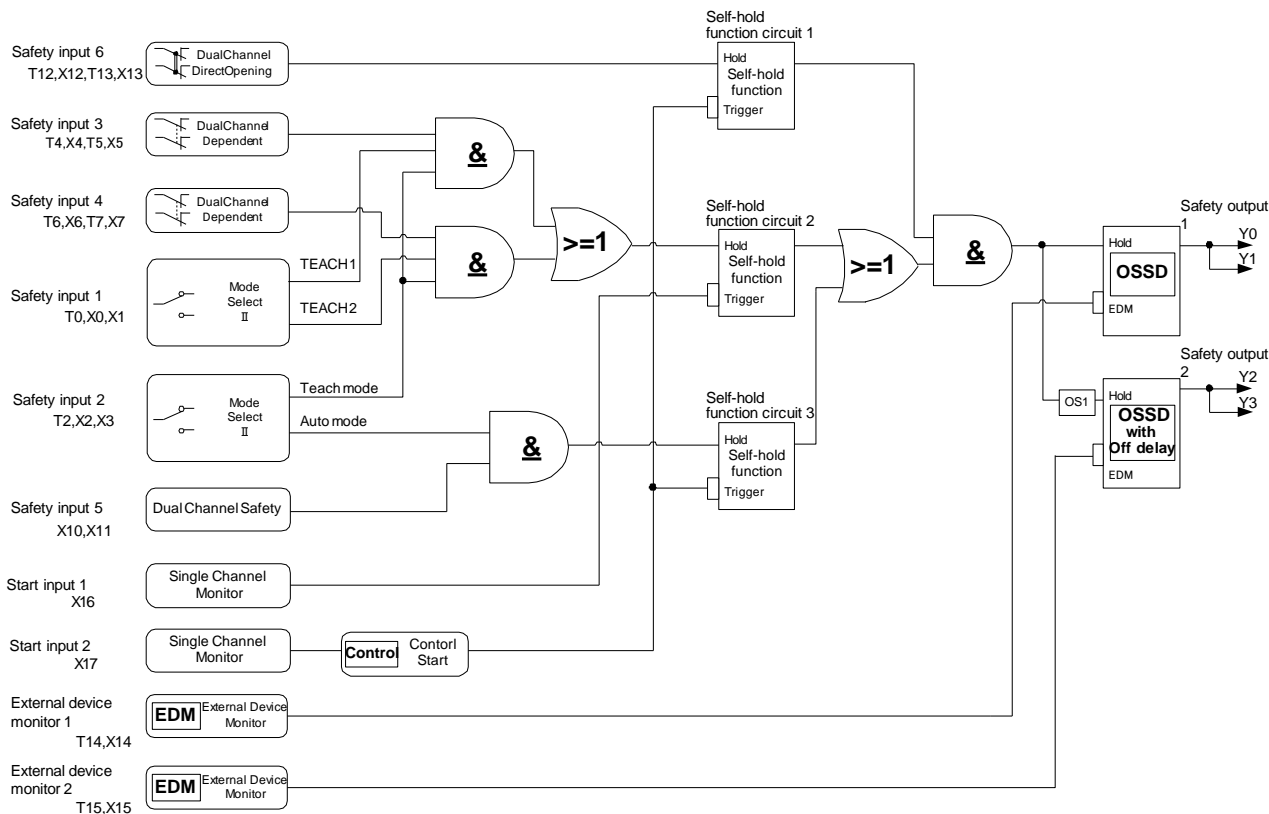 Self-hold
function circuit 1
Safety input 6
T12,X12,T13,X13
DualChannel
DirectOpening
Hold
Self-hold
function
Trigger
Safety input 3
T4,X4,T5,X5
DualChannel
Dependent
&
Safety input 4
T6,X6,T7,X7
DualChannel
Dependent
&
>=1
Self-hold
function circuit 2
Hold
Self-hold
function
Trigger
>=1
&
Safety output
1
Hold
OSSD
EDM
Y0
Y1
Safety input 1
T0,X0,X1
Mode
Select
II
TEACH1
TEACH2
Safety input 2
T2,X2,X3
Mode
Select
II
Teach mode
Auto mode
&
Self-hold
function circuit 3
Hold
Self-hold
function
Trigger
OS1
Safety output
2
Hold
OSSD
with
Off delay
EDM
Y2
Y3
Safety input 5
X10,X11
Dual Channel Safety
Start input 1
X16
Single Channel
Monitor
Start input 2
X17
Single Channel
Monitor
Control
Contorl
Start
External device
monitor 1
T14,X14
EDM
External Device
Monitor
External device
monitor 2
T15,X15
EDM
External Device
Monitor